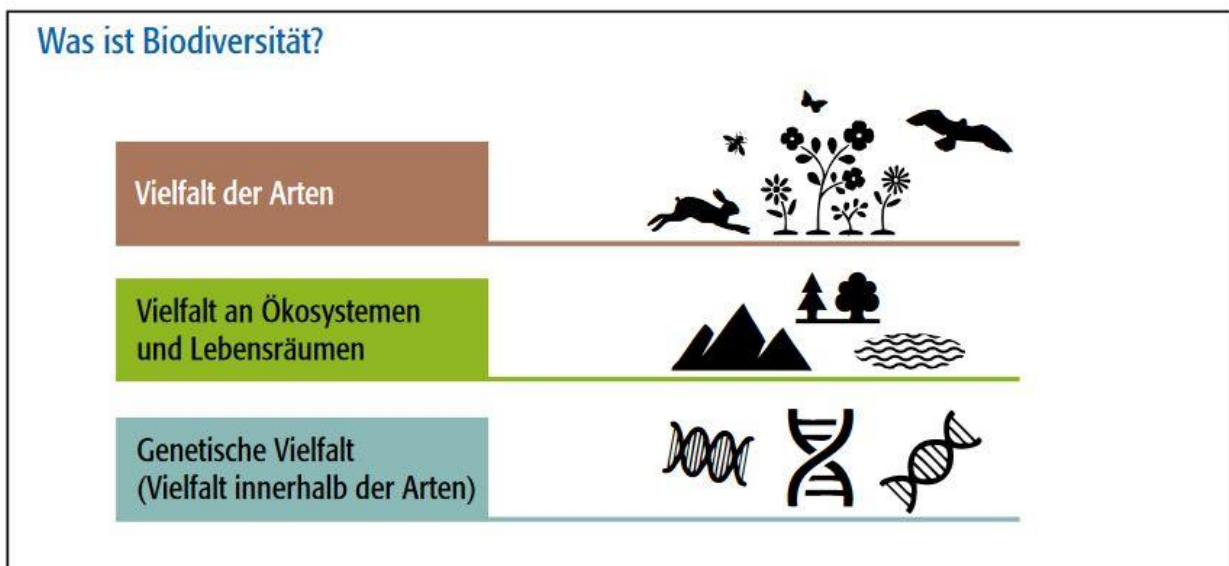 Was ist Biodiversität?
Vielfalt der Arten
Vielfalt an Ökosystemen
und Lebensräumen
Genetische Vielfalt
(Vielfalt innerhalb der Arten)